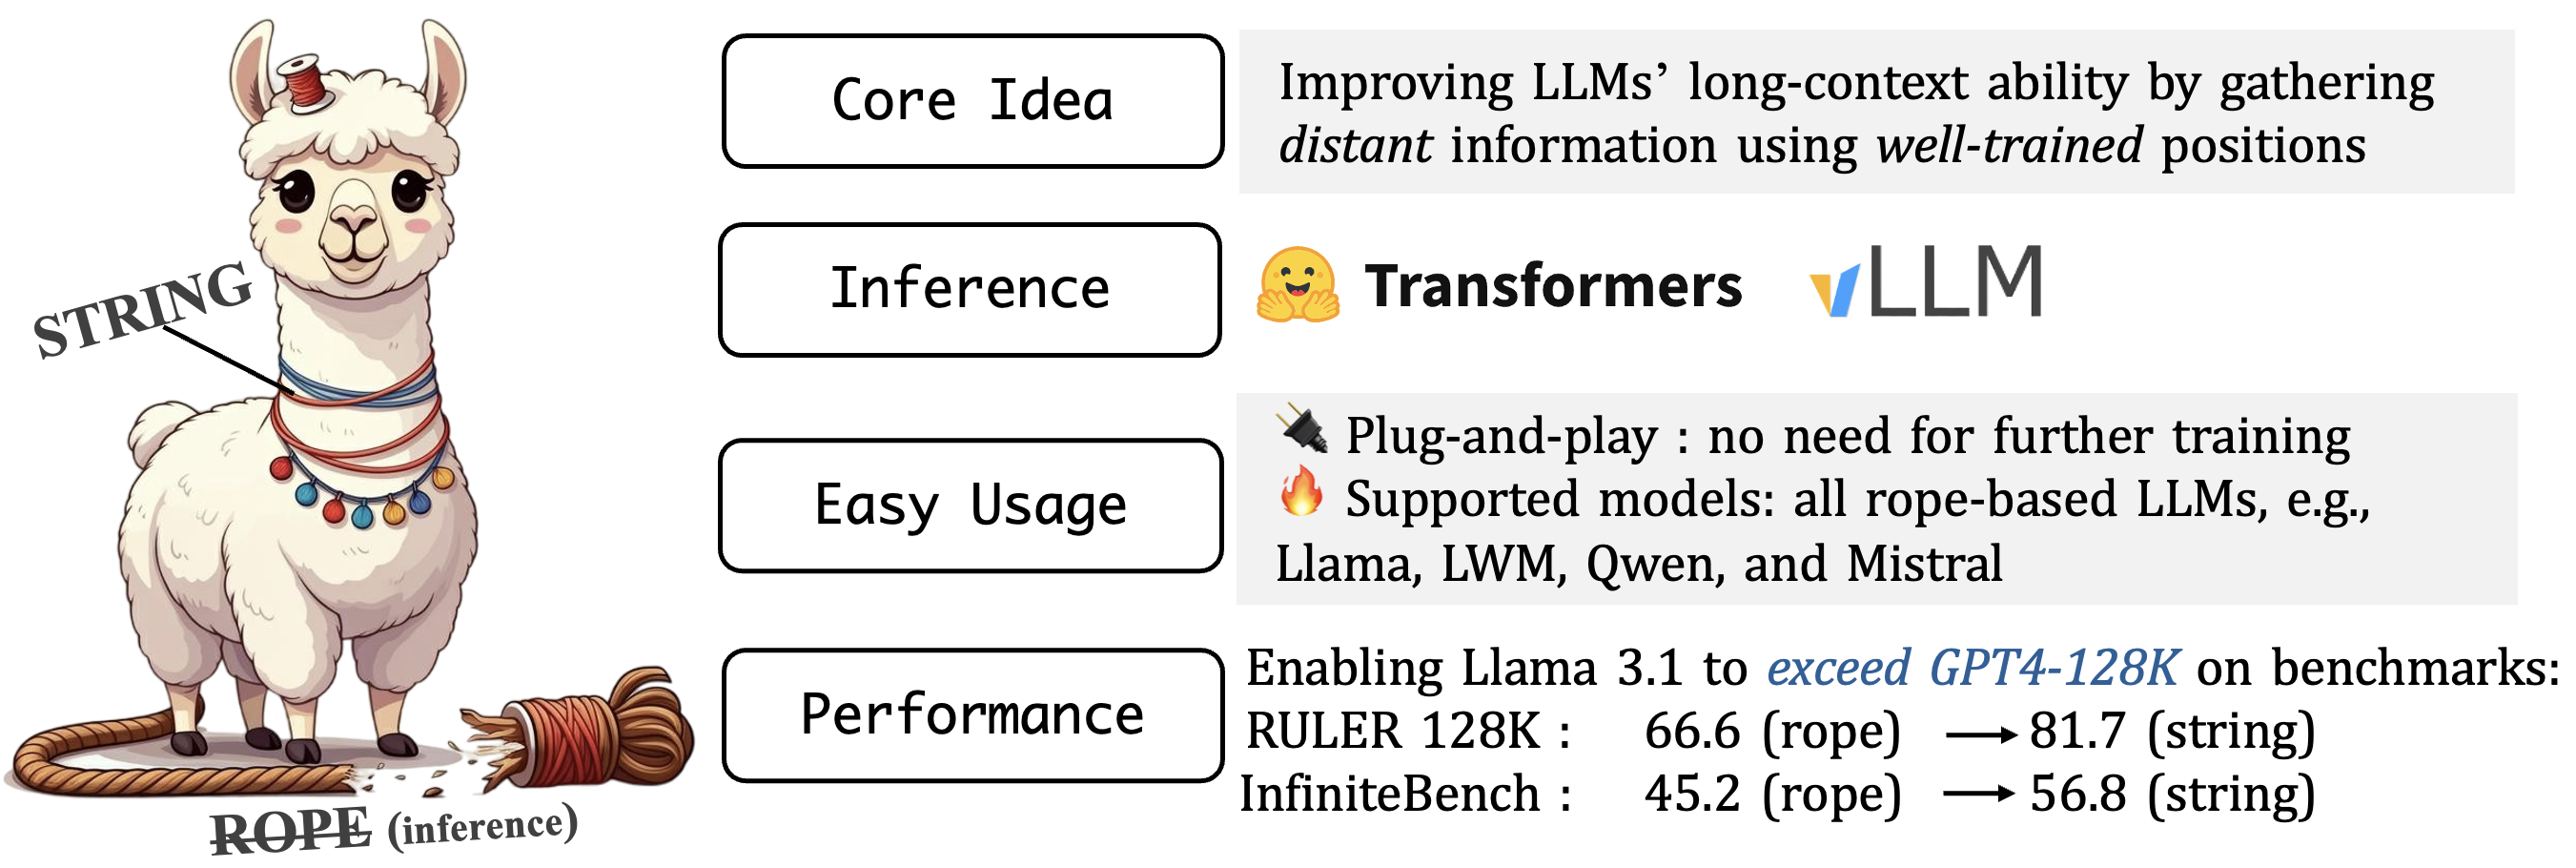 STRING
ROPE (inference)
Core Idea
Improving LLMs’ long-context ability by gathering
distant information using well-trained positions
Inference
Transformers vLLM
Easy Usage
Plug-and-play : no need for further training
Supported models: all rope-based LLMs, e.g.,
Llama, LWM, Qwen, and Mistral
Performance
Enabling Llama 3.1 to exceed GPT4-128K on benchmarks:
RULER 128K : 66.6 (rope) → 81.7 (string)
InfiniteBench : 45.2 (rope) → 56.8 (string)